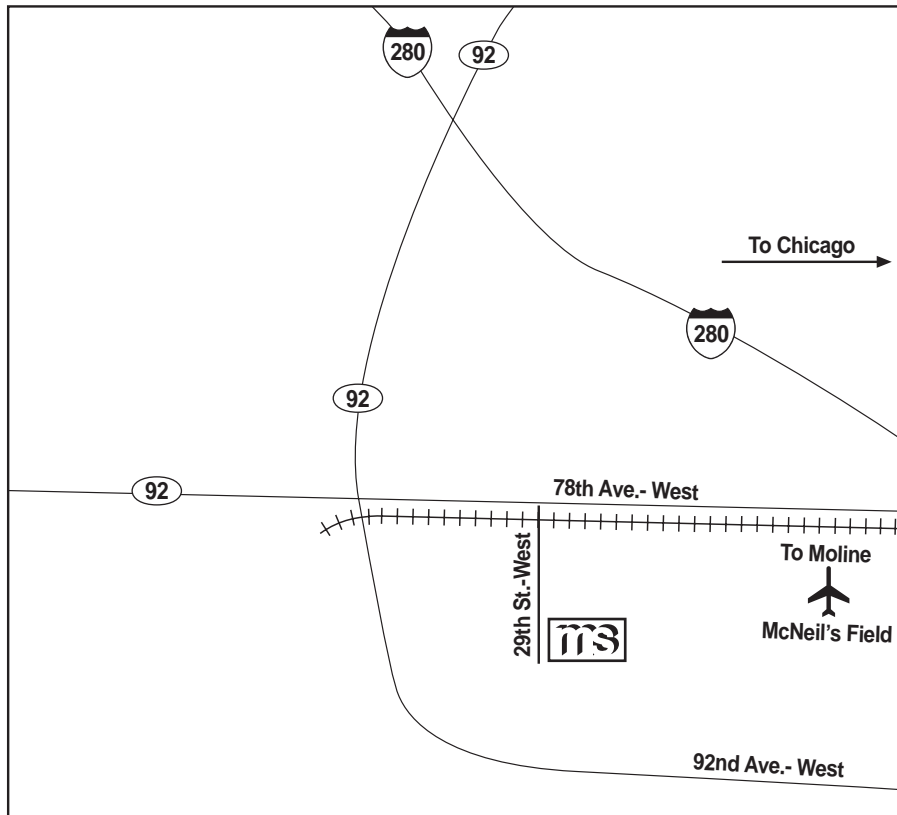 280
92
To Chicago
280
92
92
78th Ave.- West
To Moline
29th St.-West
McNeil's Field
ms
92nd Ave.- West